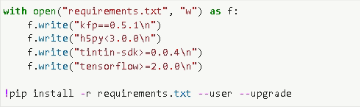 with open("requirements.txt", "w") as f:
    f.write("kfp==0.5.1\n")
    f.write("h5py<3.0.0\n")
    f.write("tintin-sdk>=0.0.4\n")
    f.write("tensorflow>=2.0.0\n")
!pip install -r requirements.txt --user --upgrade